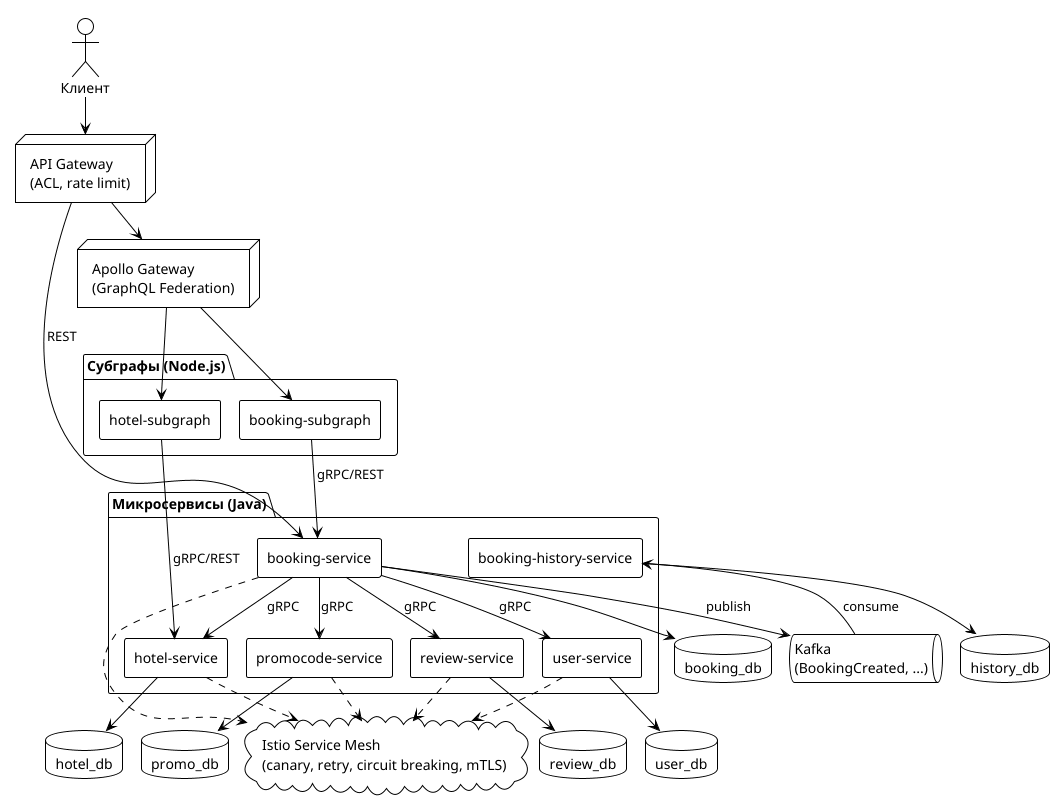 Клиент
API Gateway
(ACL, rate limit)
Apollo Gateway
(GraphQL Federation)
REST
Субграфы (Node.js)
hotel-subgraph
booking-subgraph
gRPC/REST
Микросервисы (Java)
gRPC/REST
booking-service
booking-history-service
gRPC
gRPC
gRPC
gRPC
publish
consume
hotel-service
promocode-service
review-service
user-service
booking_db
Kafka
(BookingCreated, ...)
history_db
hotel_db
promo_db
Istio Service Mesh
(canary, retry, circuit breaking, mTLS)
review_db
user_db